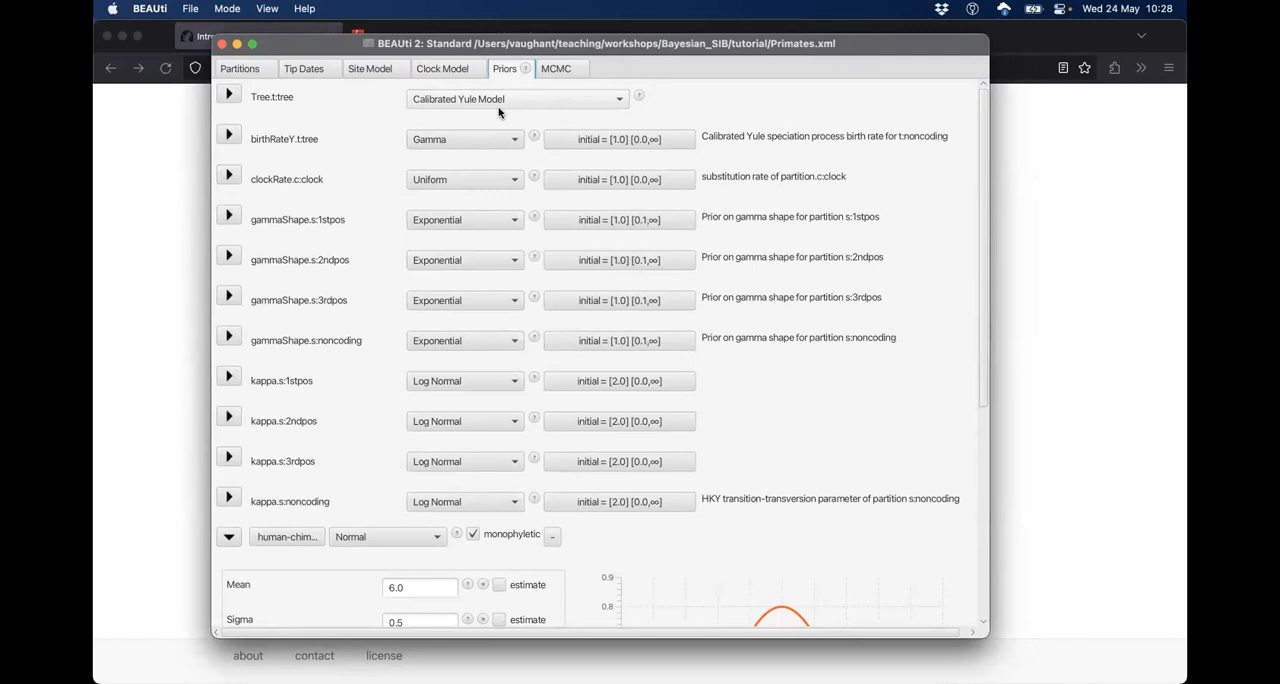 BEAUti File Mode View Help Wed 24 May 10:28
Intro
BEAUti 2: Standard /Users/vaughant/teaching/workshops/Bayesian_SIB/tutorial/Primates.xml
Partitions Tip Dates Site Model Clock Model Priors ? MCMC
Tree.t:tree Calibrated Yule Model ?
birthRateY.t:tree Gamma ? initial = [1.0] [0.0,∞] Calibrated Yule speciation process birth rate for t:noncoding
clockRate.c:clock Uniform ? initial = [1.0] [0.0,∞] substitution rate of partition.c:clock
gammaShape.s:1stpos Exponential ? initial = [1.0] [0.1,∞] Prior on gamma shape for partition s:1stpos
gammaShape.s:2ndpos Exponential ? initial = [1.0] [0.1,∞] Prior on gamma shape for partition s:2ndpos
gammaShape.s:3rdpos Exponential ? initial = [1.0] [0.1,∞] Prior on gamma shape for partition s:3rdpos
gammaShape.s:noncoding Exponential ? initial = [1.0] [0.1,∞] Prior on gamma shape for partition s:noncoding
kappa.s:1stpos Log Normal ? initial = [2.0] [0.0,∞]
kappa.s:2ndpos Log Normal ? initial = [2.0] [0.0,∞]
kappa.s:3rdpos Log Normal ? initial = [2.0] [0.0,∞]
kappa.s:noncoding Log Normal ? initial = [2.0] [0.0,∞] HKY transition-transversion parameter of partition s:noncoding
human-chim... Normal ? monophyletic -
Mean 6.0 ? estimate 0.9
Sigma 0.5 ? estimate 0.8
about contact license